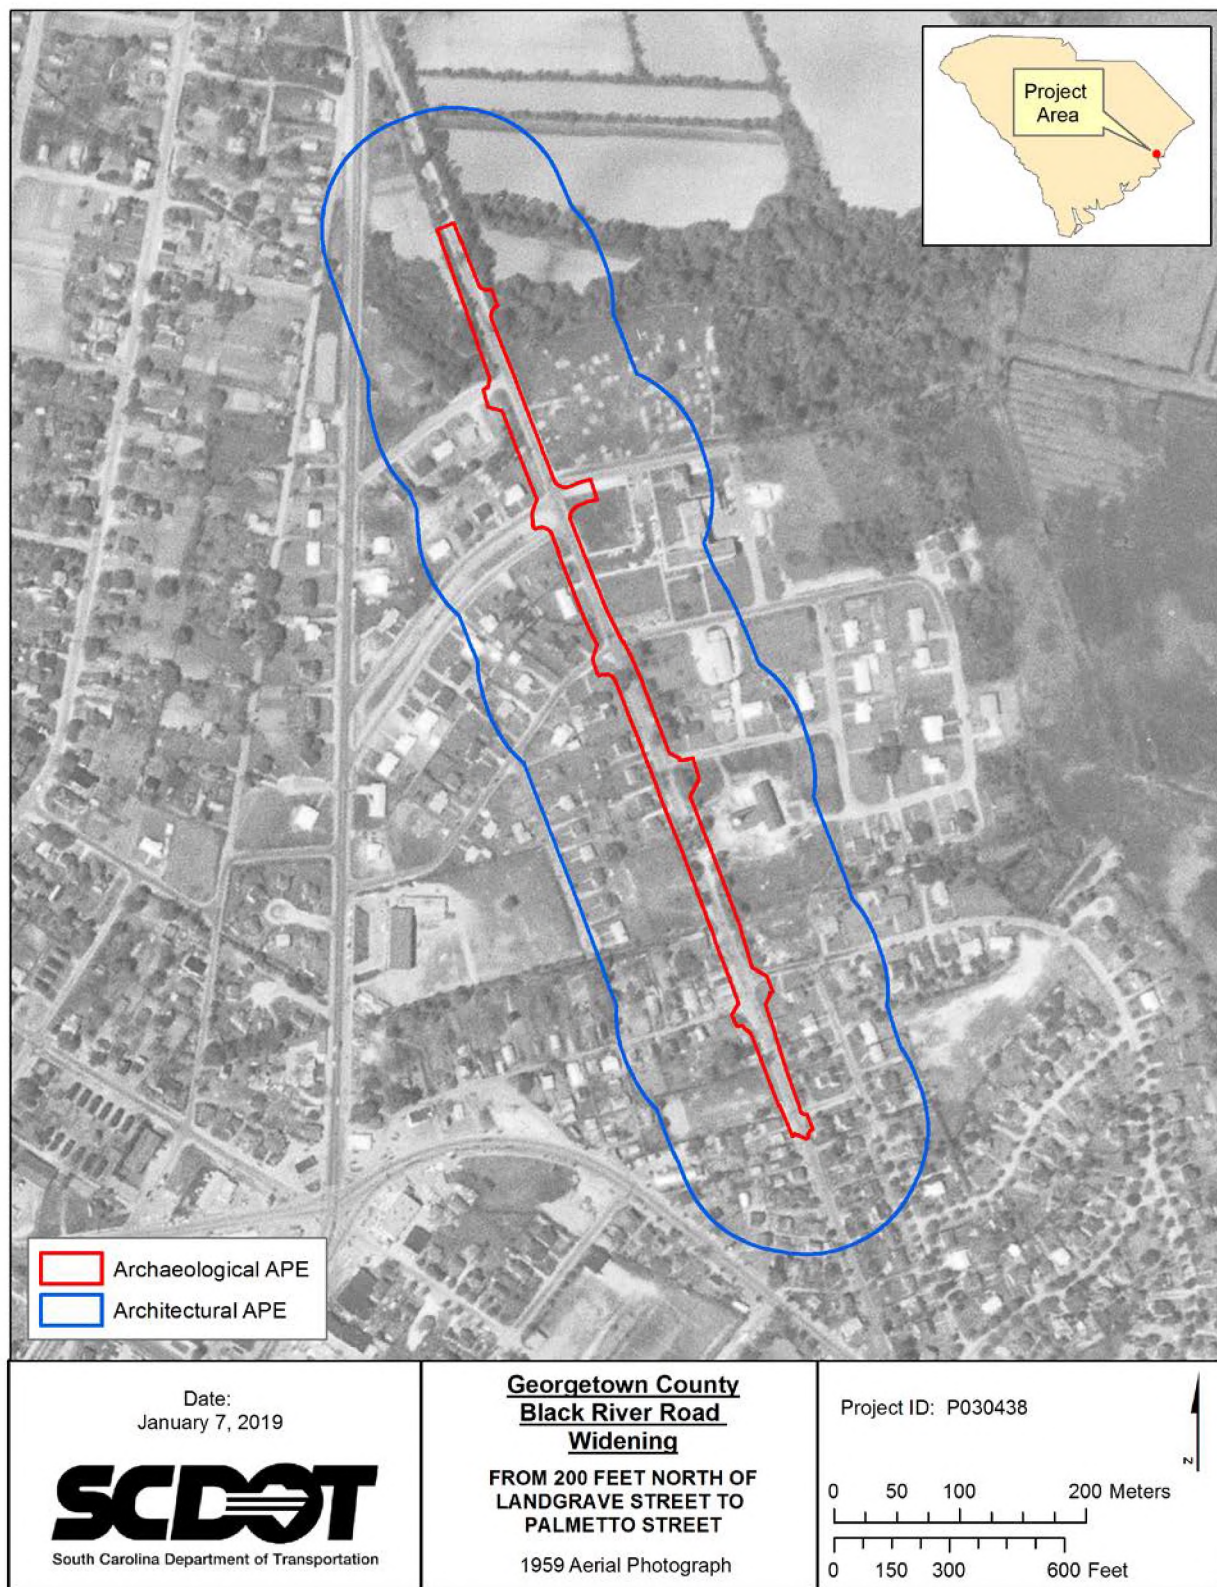 Project
Area
Archaeological APE
Architectural APE
Date:
January 7, 2019
SCDOT
South Carolina Department of Transportation
Georgetown County
Black River Road
Widening
FROM 200 FEET NORTH OF
LANDGRAVE STREET TO
PALMETTO STREET
1959 Aerial Photograph
Project ID: P030438
N
0 50 100 200 Meters
0 150 300 600 Feet